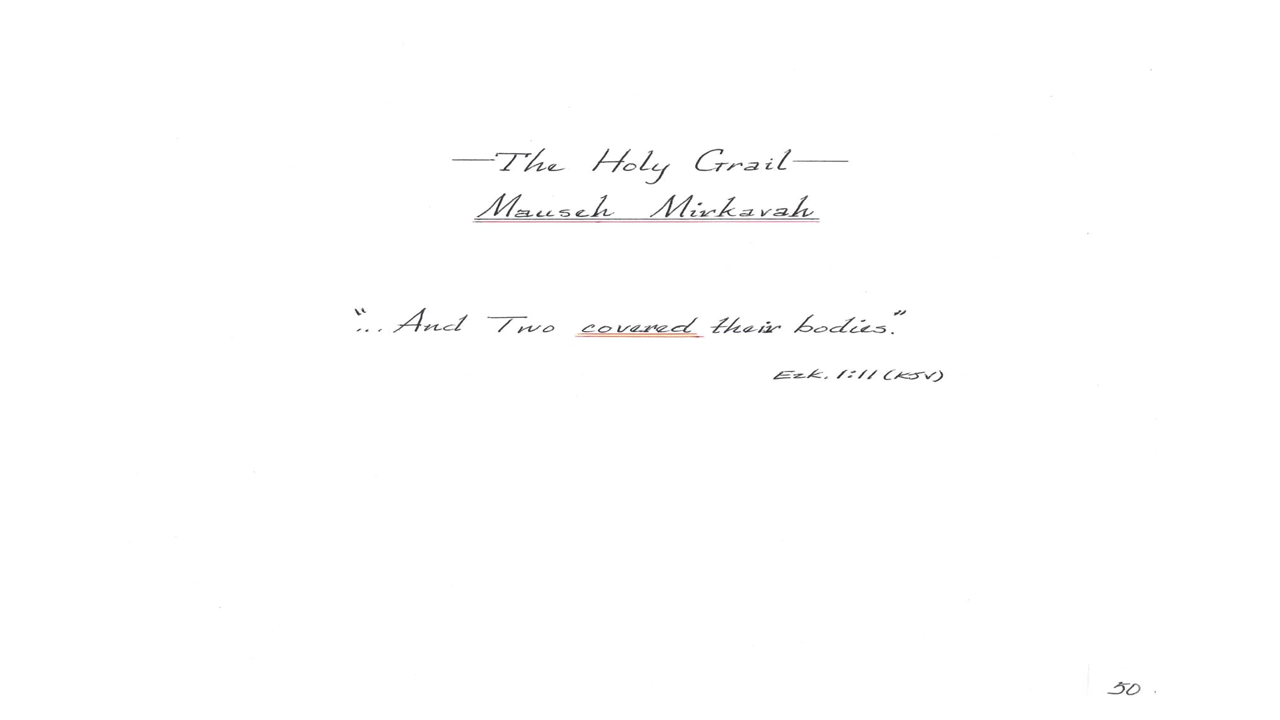 —The Holy Grail—
Mauseh Mirkavah
"... And Two covered their bodies."
Ezk. 1:11 (KJV)
50.